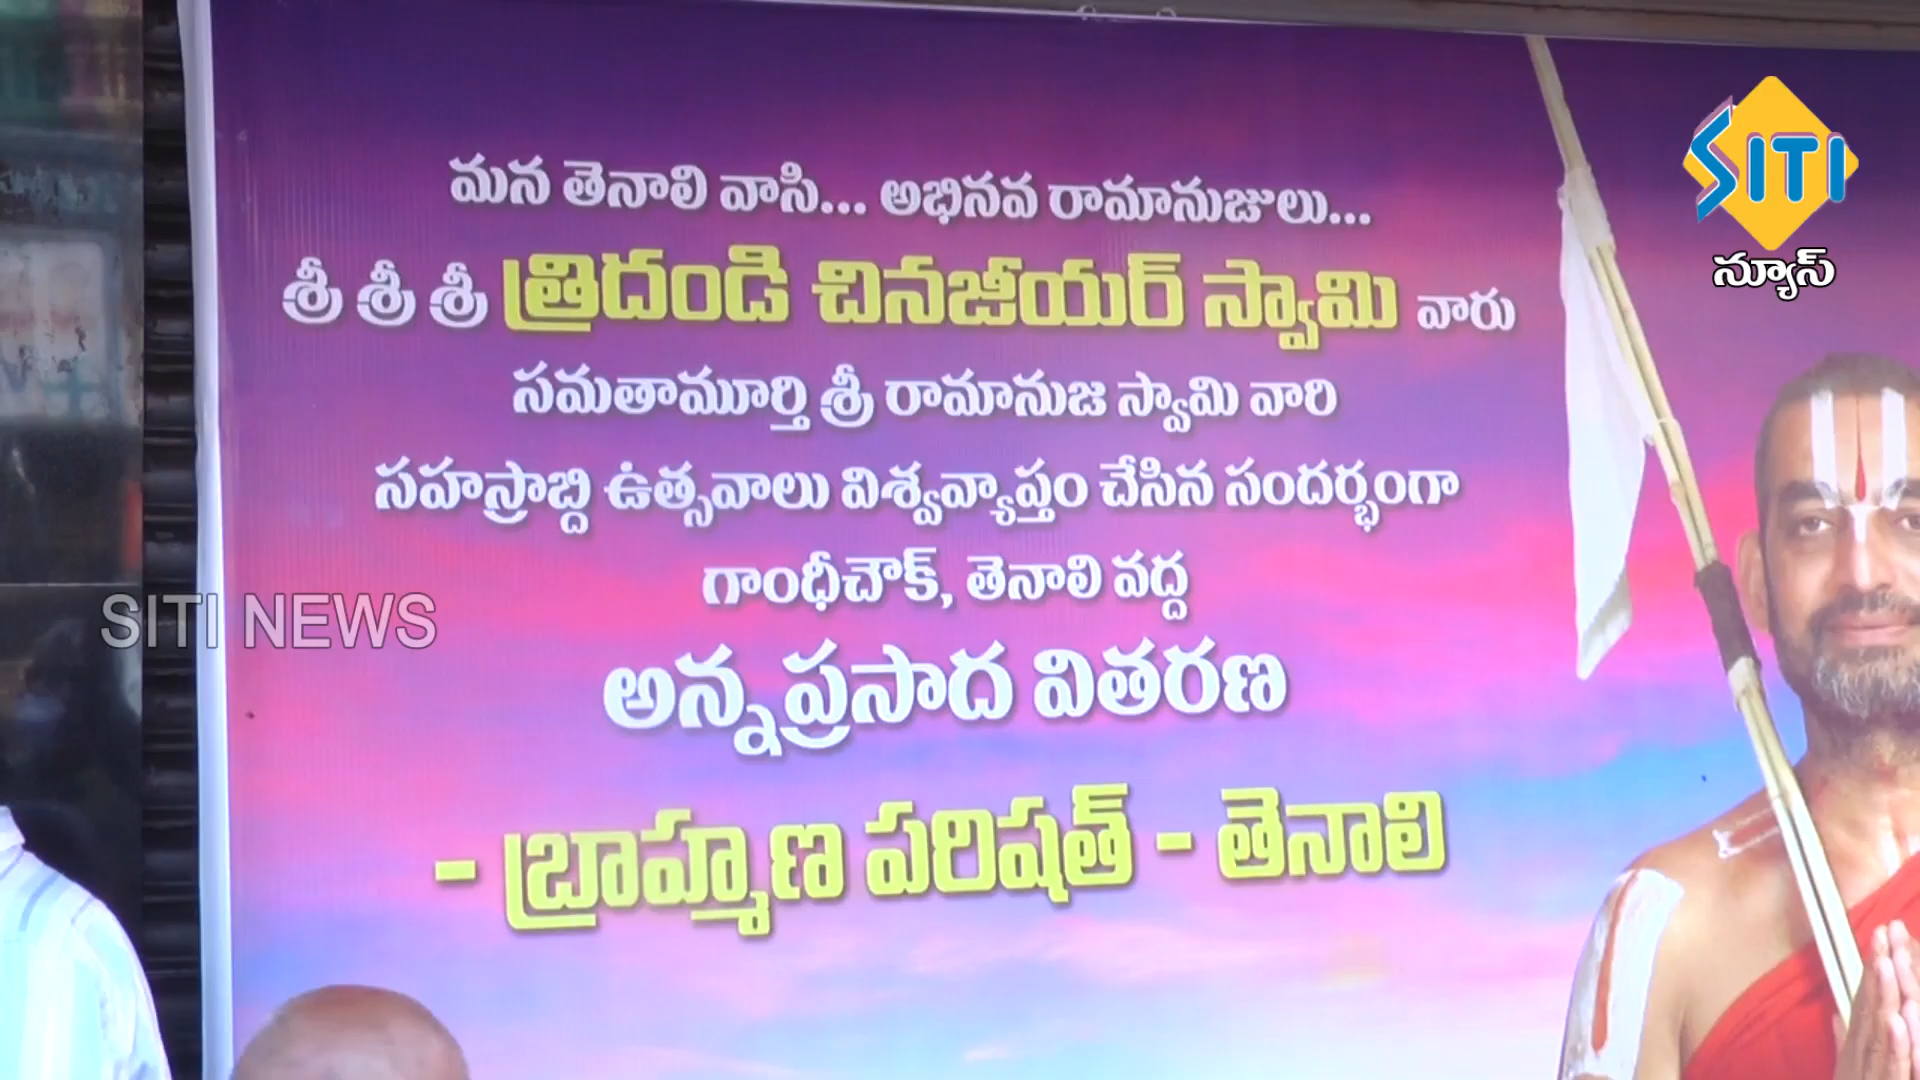 మన తెనాలి వాసి... అభినవ రామానుజులు...
శ్రీ శ్రీ శ్రీ త్రిదండి చినజీయర్ స్వామి వారు
సమతామూర్తి శ్రీ రామానుజ స్వామి వారి
సహస్రాబ్ది ఉత్సవాలు విశ్వవ్యాప్తం చేసిన సందర్భంగా
గాంధీచౌక్, తెనాలి వద్ద
అన్నప్రసాద వితరణ
- బ్రాహ్మణ పరిషత్ - తెనాలి
SITI
న్యూస్
SITI NEWS